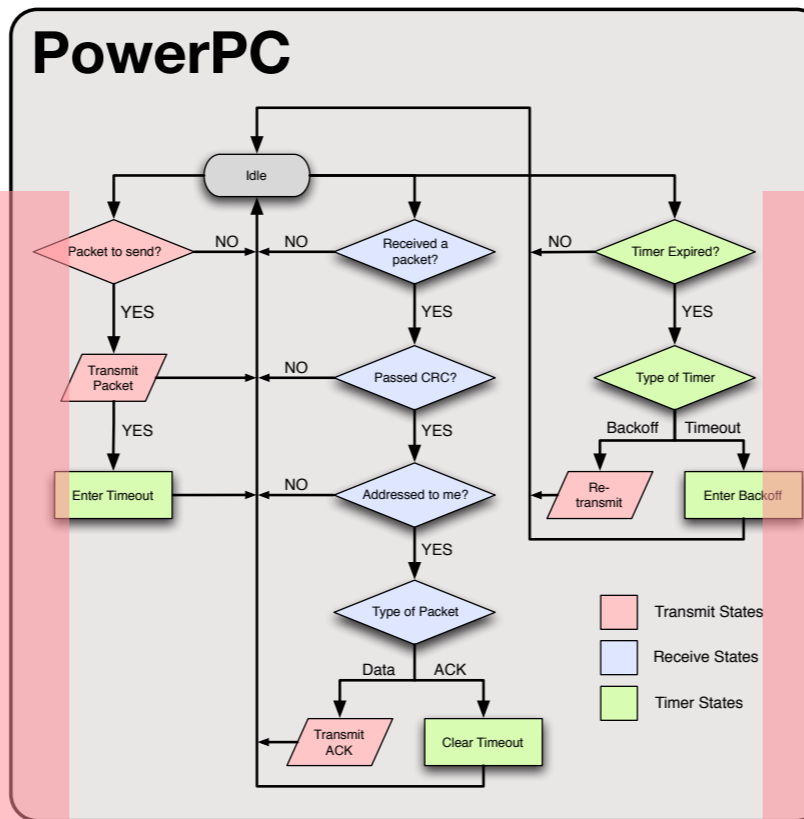 PowerPC
Idle
Packet to send?
NO
NO
Received a
packet?
NO
Timer Expired?
YES
YES
YES
Transmit
Packet
NO
Passed CRC?
Type of Timer
YES
YES
Backoff
Timeout
Enter Timeout
NO
Addressed to me?
Re-
transmit
Enter Backoff
YES
Type of Packet
Transmit States
Receive States
Data
ACK
Timer States
Transmit
ACK
Clear Timeout